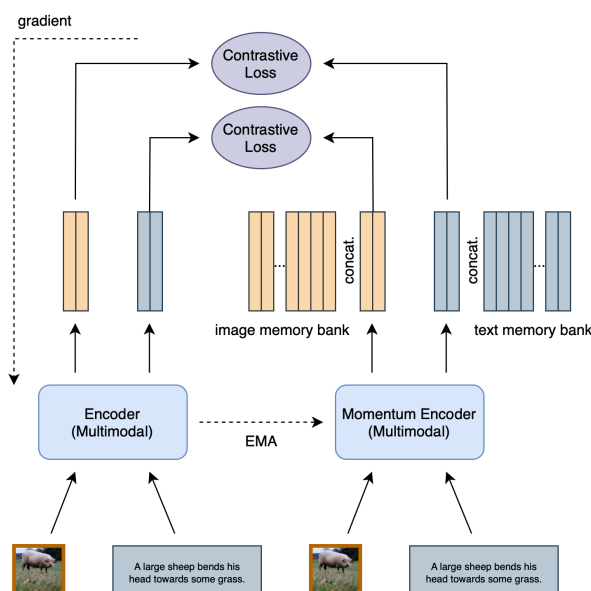 gradient
Contrastive
Loss
Contrastive
Loss
...
concat.
concat.
...
image memory bank
text memory bank
Encoder
(Multimodal)
EMA
Momentum Encoder
(Multimodal)
A large sheep bends his
head towards some grass.
A large sheep bends his
head towards some grass.